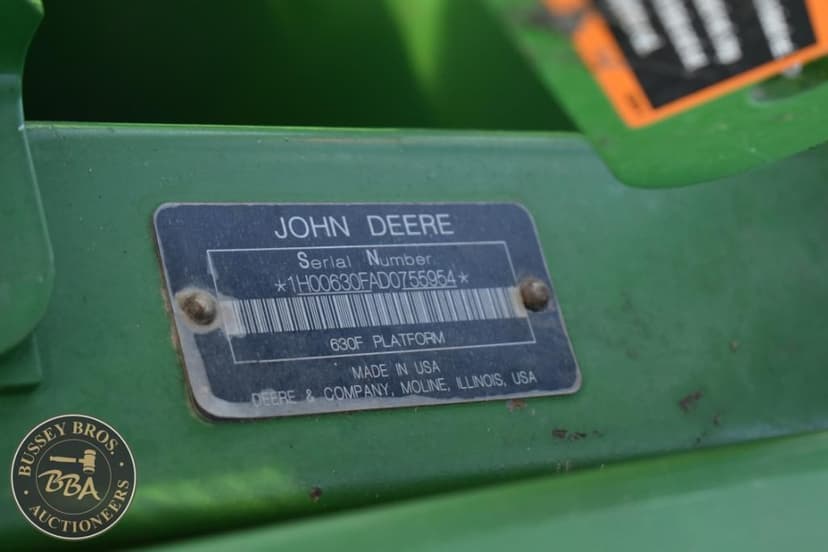 JOHN DEERE
Serial Number
*1H00630FAD0755954*
630F PLATFORM
MADE IN USA
DEERE & COMPANY, MOLINE, ILLINOIS, USA
BUSSEY BROS.
BBA
AUCTIONEERS